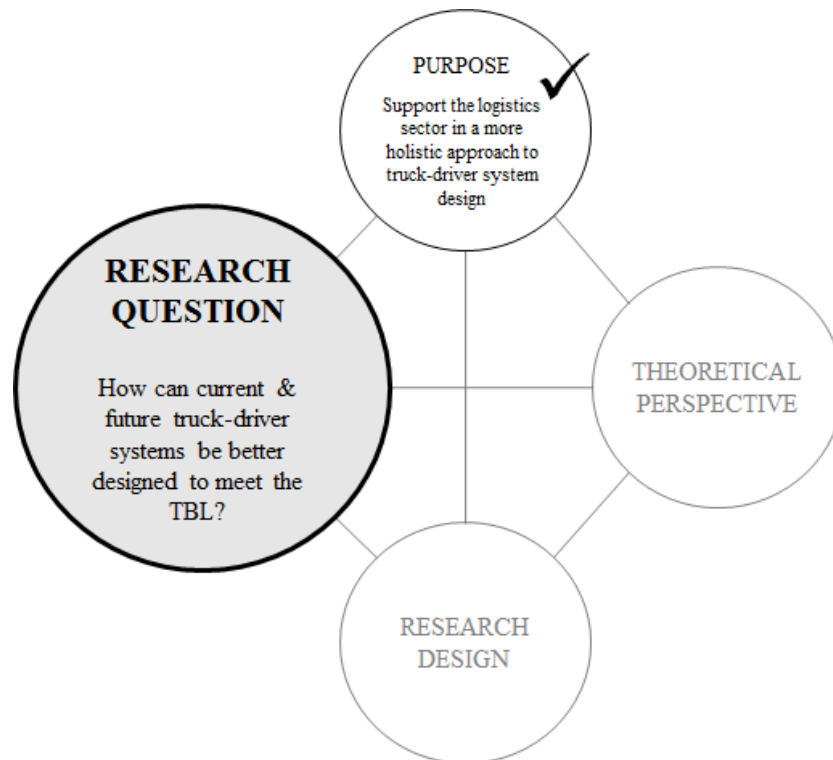 PURPOSE
Support the logistics
sector in a more
holistic approach to
truck-driver system
design
RESEARCH
QUESTION
How can current &
future truck-driver
systems be better
designed to meet the
TBL?
THEORETICAL
PERSPECTIVE
RESEARCH
DESIGN